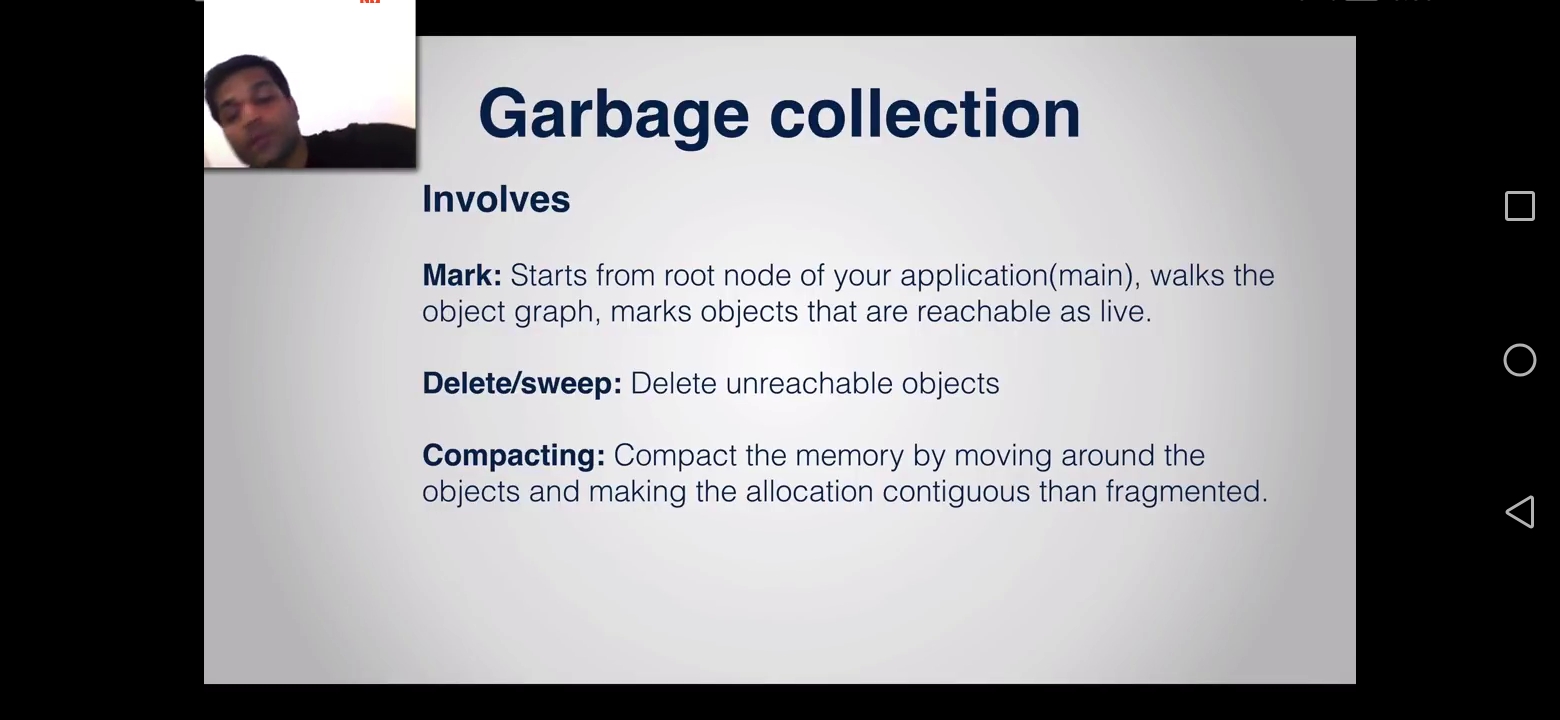 Garbage collection
Involves
Mark: Starts from root node of your application(main), walks the
object graph, marks objects that are reachable as live.
Delete/sweep: Delete unreachable objects
Compacting: Compact the memory by moving around the
objects and making the allocation contiguous than fragmented.